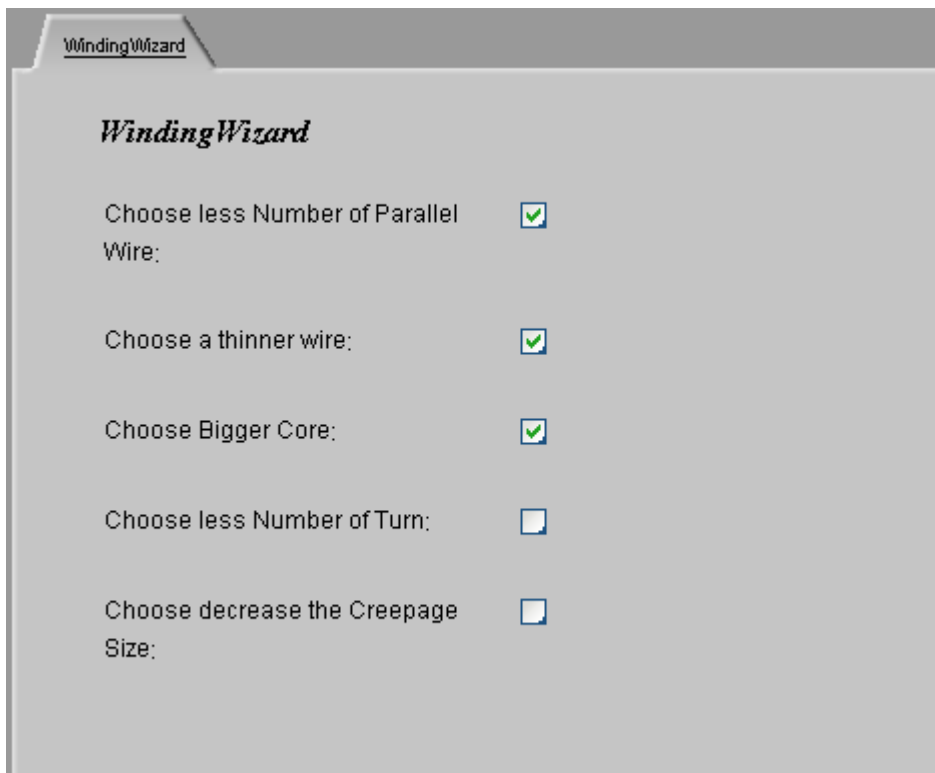 WindingWizard
WindingWizard
Choose less Number of Parallel
Wire:
Choose a thinner wire:
Choose Bigger Core:
Choose less Number of Turn:
Choose decrease the Creepage
Size: